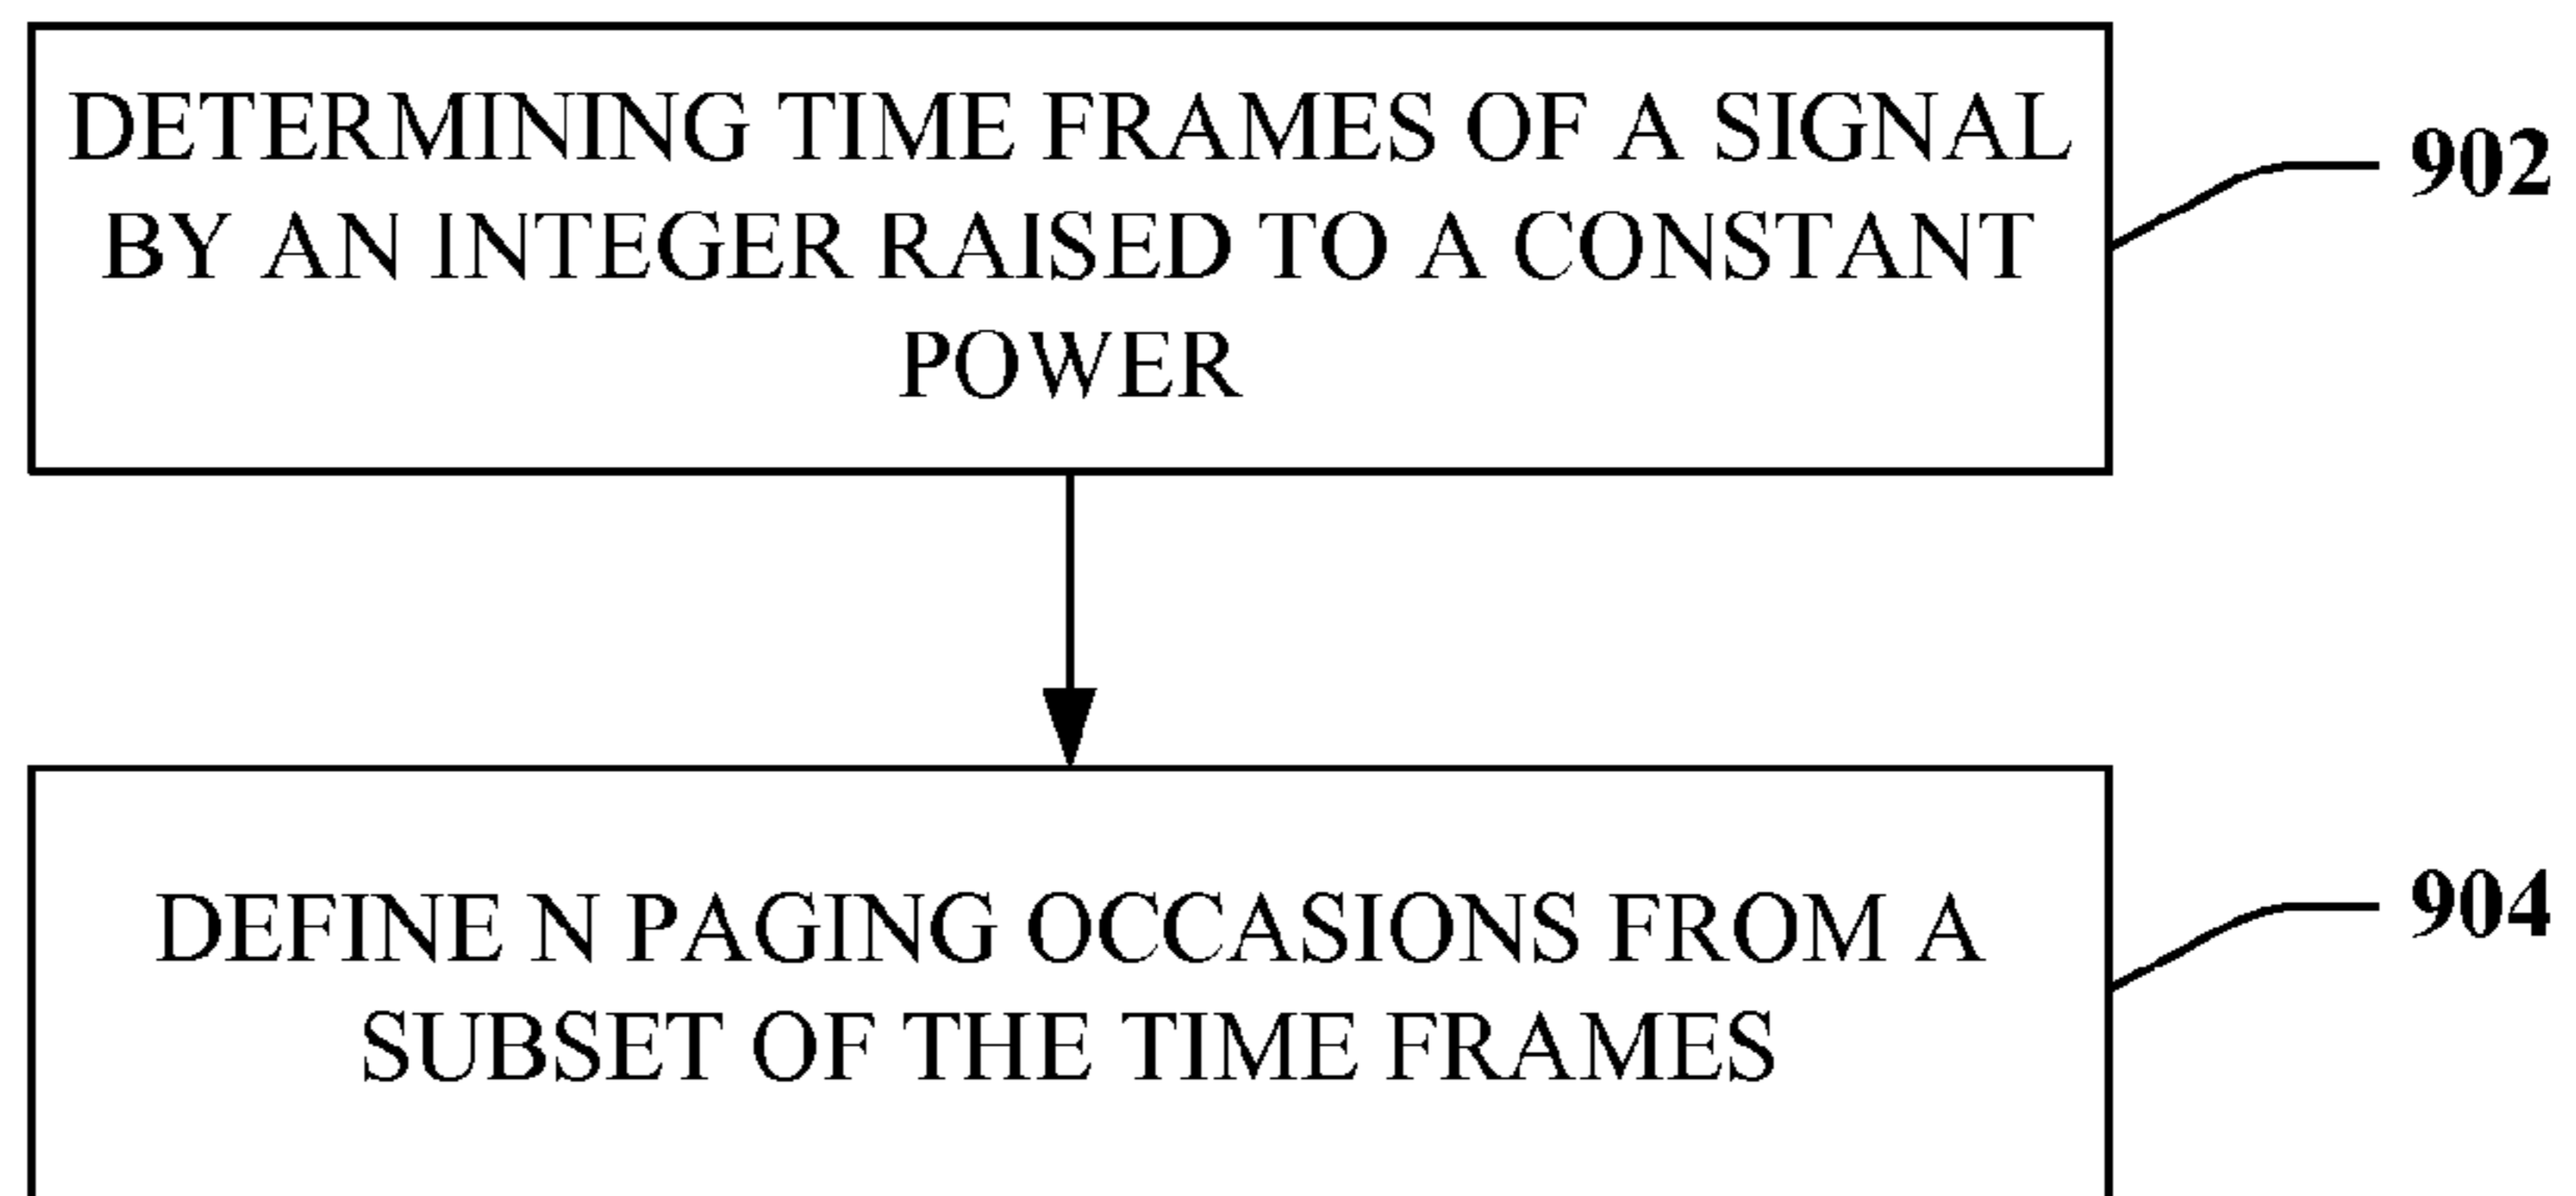 DETERMINING TIME FRAMES OF A SIGNAL
BY AN INTEGER RAISED TO A CONSTANT
POWER
902
DEFINE N PAGING OCCASIONS FROM A
SUBSET OF THE TIME FRAMES
904